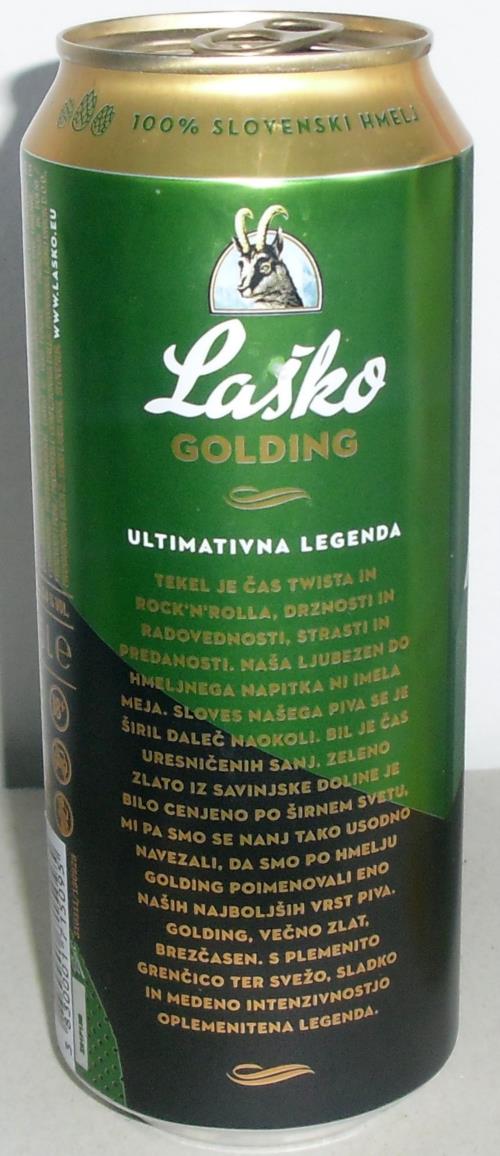 100% SLOVENSKI HMELJ
Laško
GOLDING
ULTIMATIVNA LEGENDA
TEKEL JE ČAS TWISTA IN
ROCK'N'ROLLA, DRZNOSTI IN
RADOVEDNOSTI, STRASTI IN
PREDANOSTI. NAŠA LJUBEZEN DO
HMELJNEGA NAPITKA NI IMELA
MEJA. SLOVES NAŠEGA PIVA SE JE
ŠIRIL DALEČ NAOKOLI. BIL JE ČAS
URESNIČENIH SANJ. ZELENO
ZLATO IZ SAVINJSKE DOLINE JE
BILO CENJENO PO ŠIRNEM SVETU,
MI PA SMO SE NANJ TAKO USODNO
NAVEZALI, DA SMO PO HMELJU
GOLDING POIMENOVALI ENO
NAŠIH NAJBOLJŠIH VRST PIVA.
GOLDING, VEČNO ZLAT,
BREZČASEN. S PLEMENITO
GRENČICO TER SVEŽO, SLADKO
IN MEDENO INTENZIVNOSTJO
OPLEMENITENA LEGENDA.
WWW.LASKO.EU
% VOL.